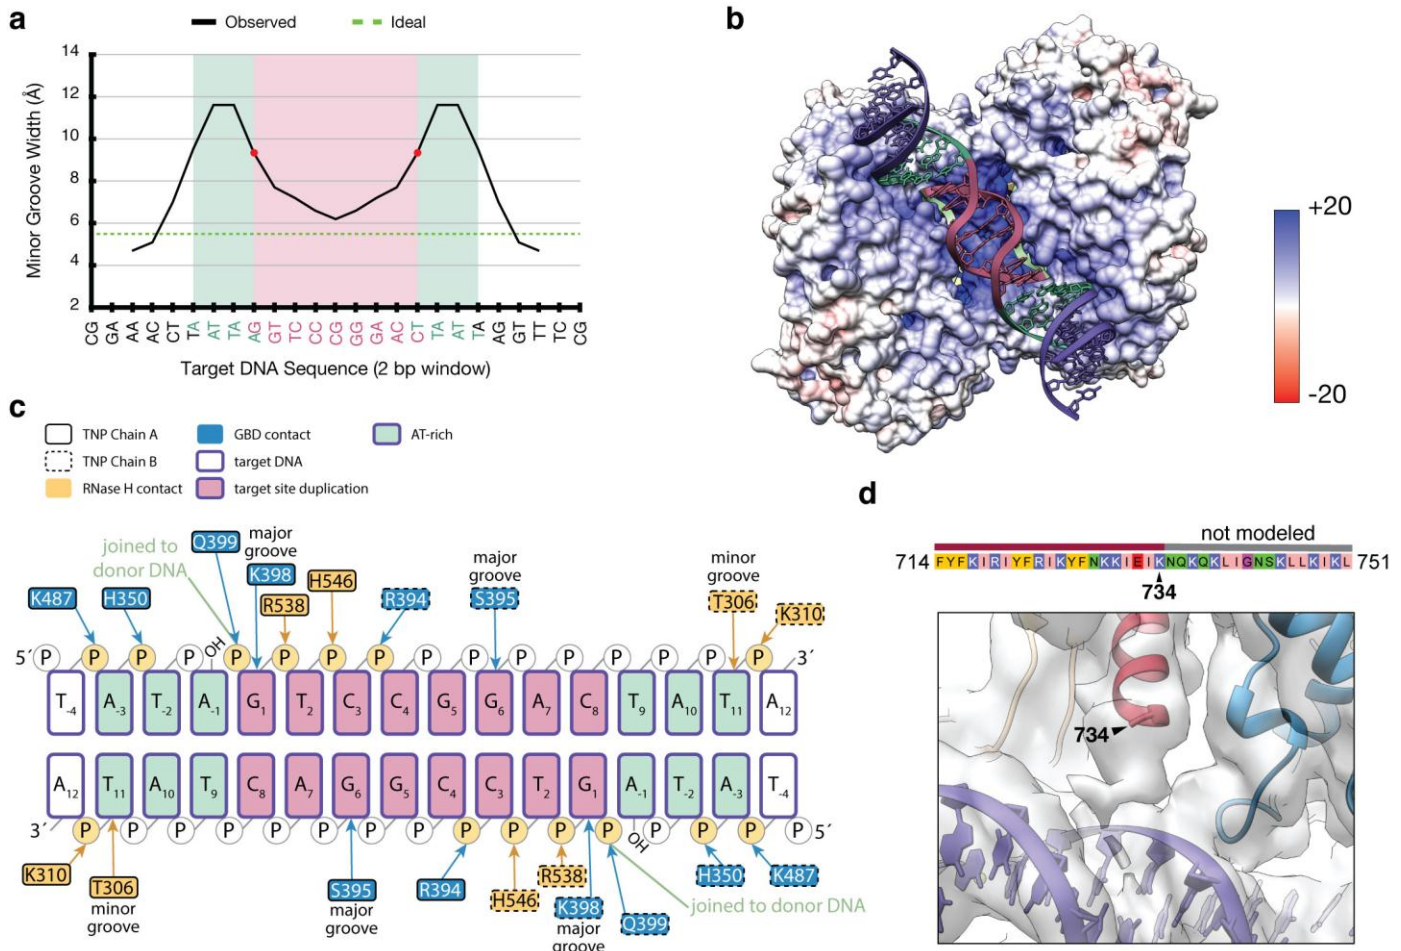 a
Observed
Ideal
Minor Groove Width (Å)
14
12
10
8
6
4
2
CG GA AA AC CT TA AT TA AG GT TC CC CG GG GA AC CT TA AT TA AG GT TT TC CG
Target DNA Sequence (2 bp window)
b
+20
-20
c
TNP Chain A
GBD contact
AT-rich
TNP Chain B
target DNA
RNase H contact
target site duplication
joined to
donor DNA
Q399
major
groove
K398
H546
R538
K487
H350
R394
major
groove
S395
minor
groove
T306
K310
5´ P P P P OH P P P P P P P P P P P P 3´
T-4 A-3 T-2 A-1 G1 T2 C3 C4 G5 G6 A7 C8 T9 A10 T11 A12
A12 T11 A10 T9 C8 A7 G6 G5 C4 C3 T2 G1 A-1 T-2 A-3 T-4
3´ P P P P P P P P P P P P OH P P P P 5´
K310
T306
minor
groove
S395
major
groove
R394
H546
R538
K398
major
groove
Q399
H350
K487
joined to donor DNA
d
not modeled
714 FYFKIRIYFRIKYFNKKIEIKNQKQKLIGNSKLLKIKL 751
734
734